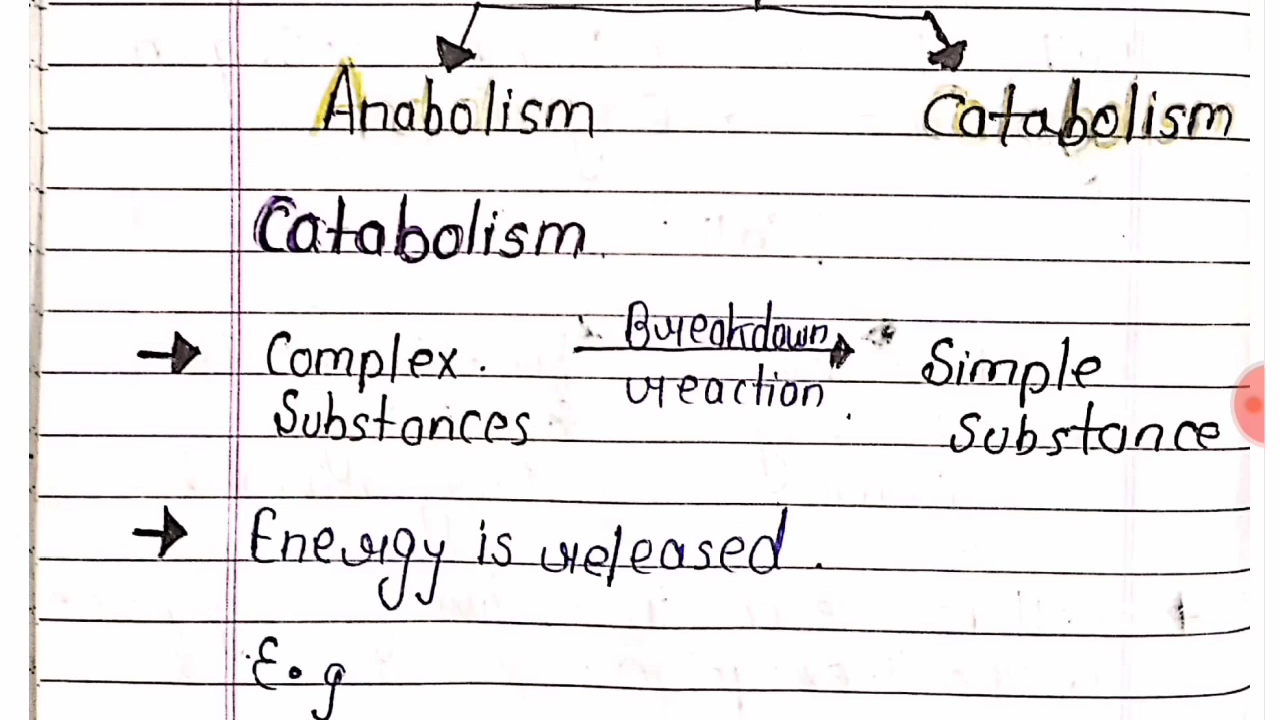 Anabolism Catabolism
Catabolism
Breakdown
Complex. Simple
reaction.
Substances Substance
Energy is released.
E.g